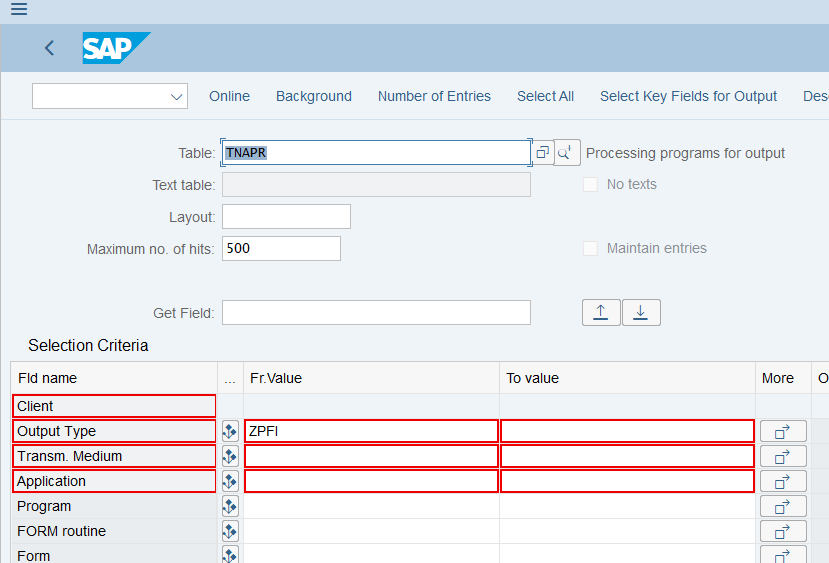 SAP
Online Background Number of Entries Select All Select Key Fields for Output Des
Table: TNAPR Processing programs for output
Text table: No texts
Layout:
Maximum no. of hits: 500 Maintain entries
Get Field:
Selection Criteria
Fld name ... Fr.Value To value More O
Client
Output Type ZPFI
Transm. Medium
Application
Program
FORM routine
Form